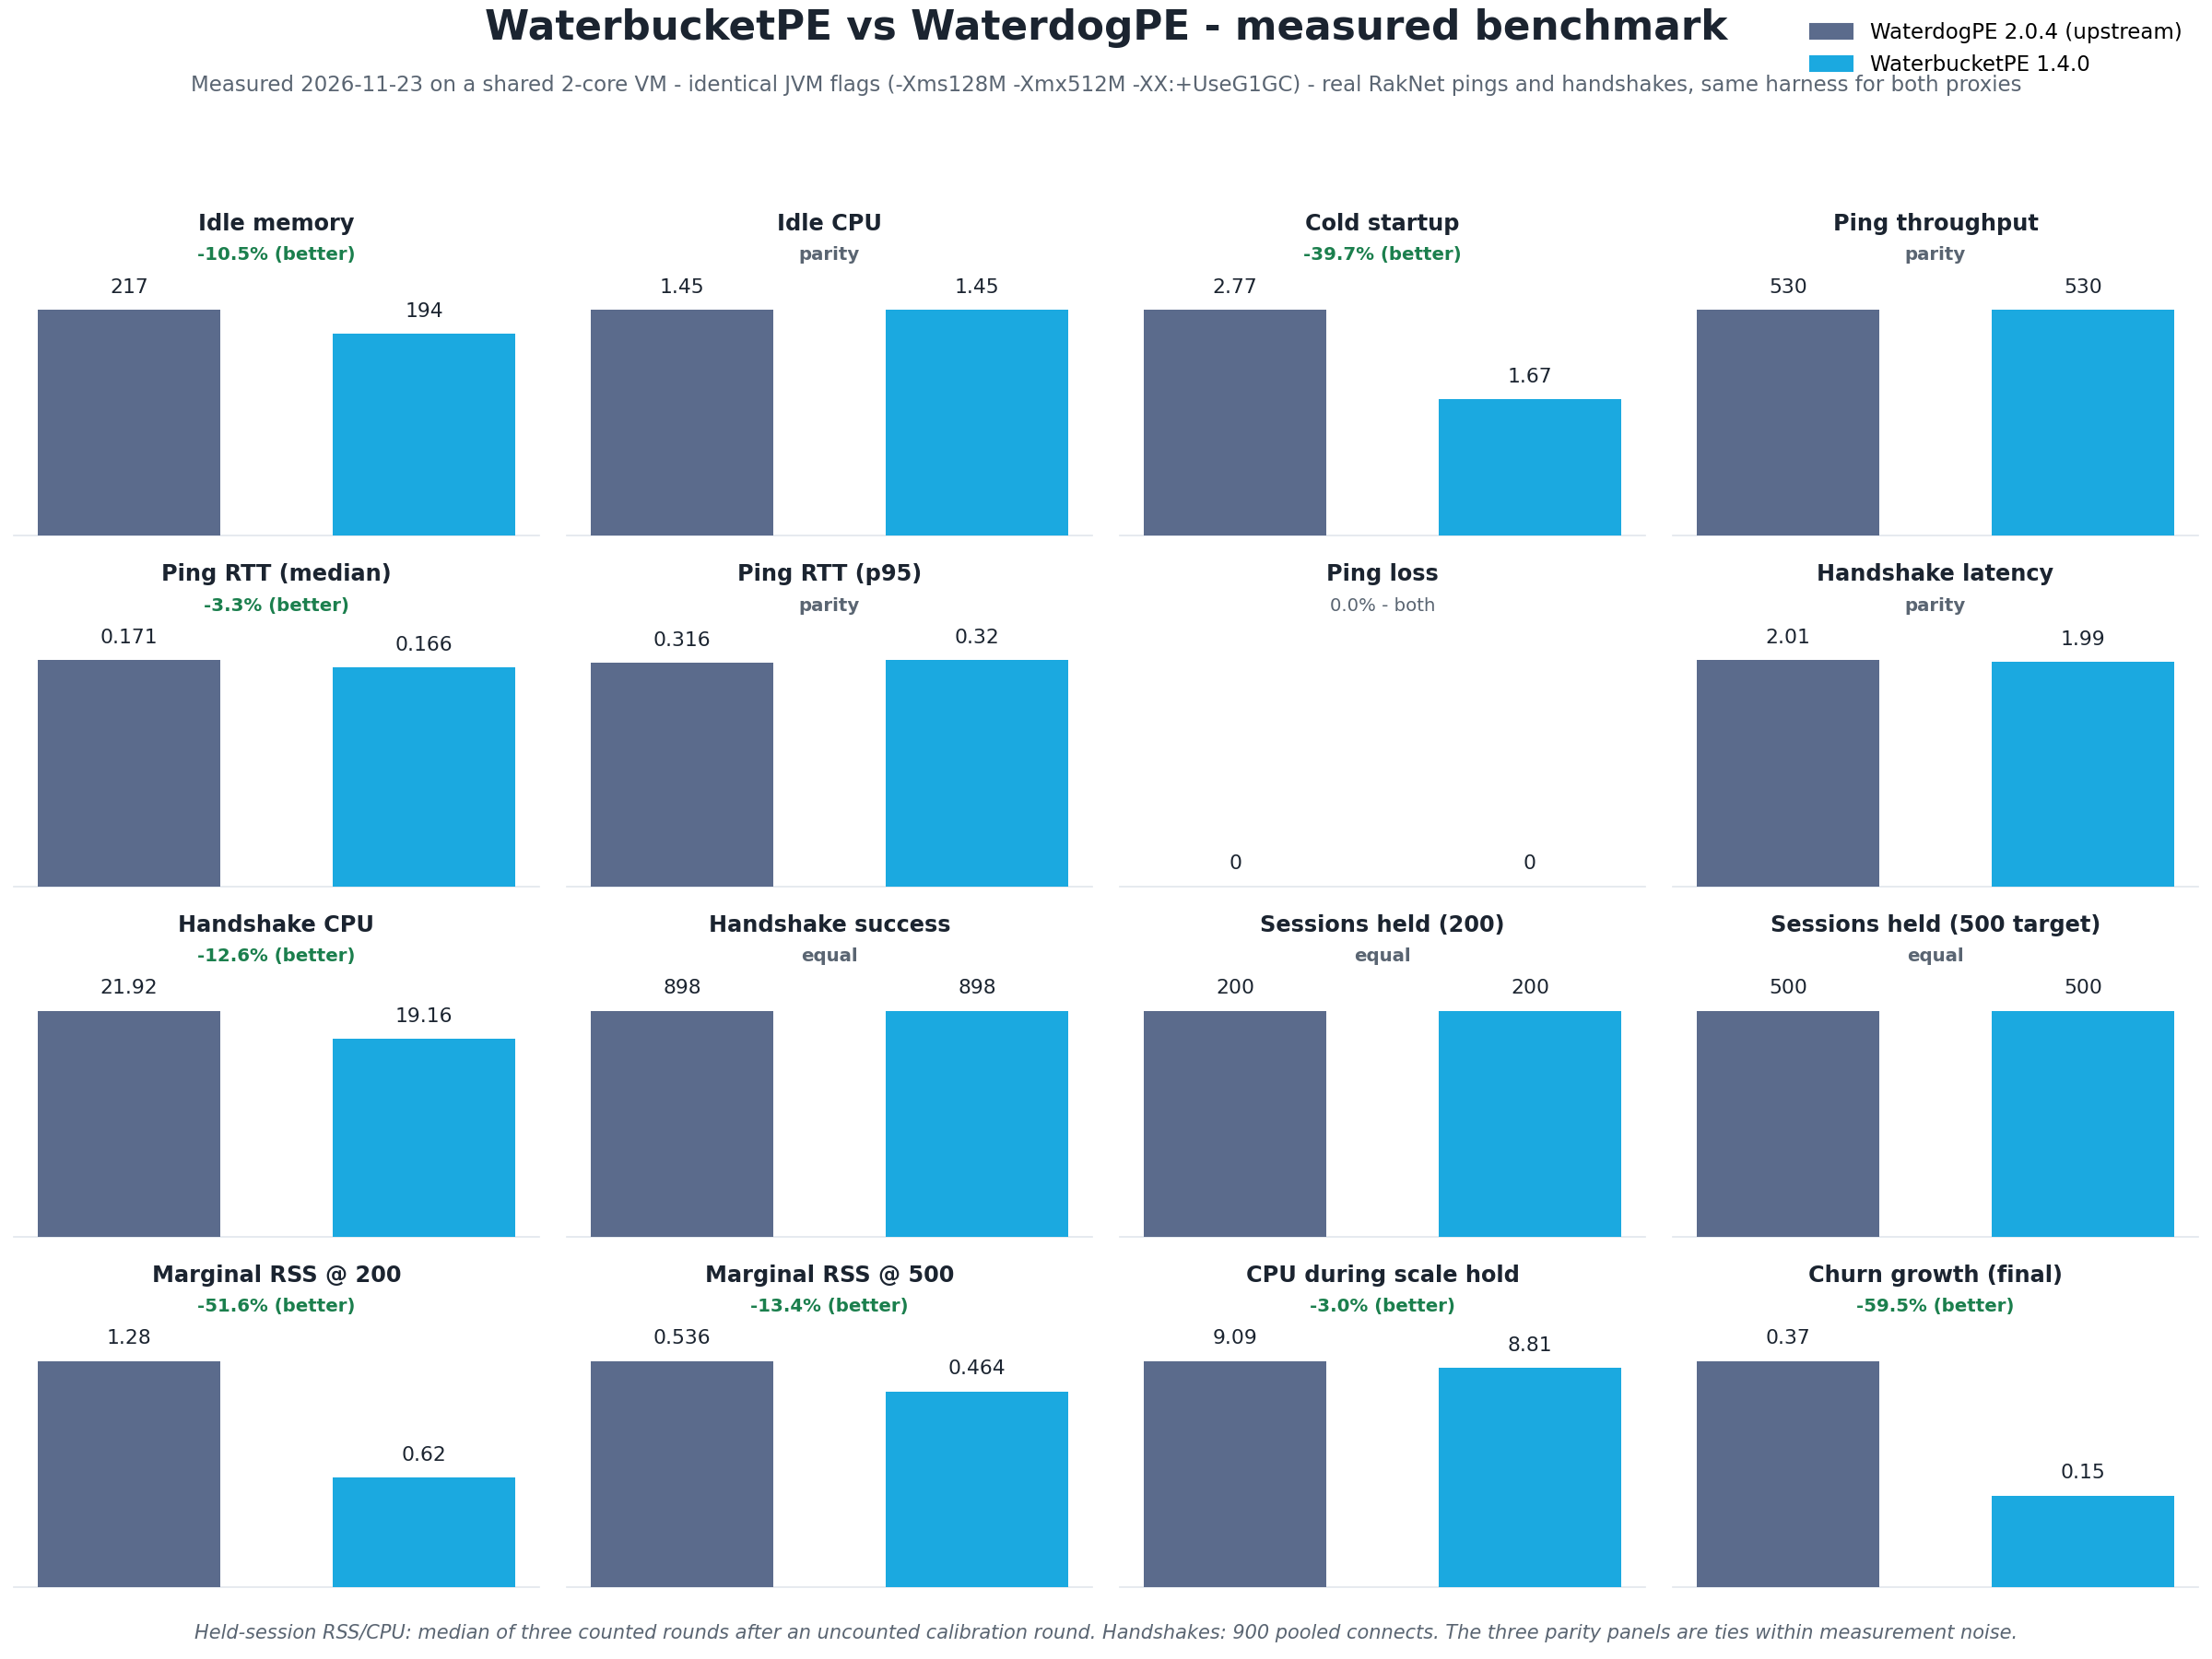 WaterbucketPE vs WaterdogPE - measured benchmark
WaterdogPE 2.0.4 (upstream)
WaterbucketPE 1.4.0
Measured 2026-11-23 on a shared 2-core VM - identical JVM flags (-Xms128M -Xmx512M -XX:+UseG1GC) - real RakNet pings and handshakes, same harness for both proxies
Idle memory
-10.5% (better)
217
194
Idle CPU
parity
1.45
1.45
Cold startup
-39.7% (better)
2.77
1.67
Ping throughput
parity
530
530
Ping RTT (median)
-3.3% (better)
0.171
0.166
Ping RTT (p95)
parity
0.316
0.32
Ping loss
0.0% - both
0
0
Handshake latency
parity
2.01
1.99
Handshake CPU
-12.6% (better)
21.92
19.16
Handshake success
equal
898
898
Sessions held (200)
equal
200
200
Sessions held (500 target)
equal
500
500
Marginal RSS @ 200
-51.6% (better)
1.28
0.62
Marginal RSS @ 500
-13.4% (better)
0.536
0.464
CPU during scale hold
-3.0% (better)
9.09
8.81
Churn growth (final)
-59.5% (better)
0.37
0.15
Held-session RSS/CPU: median of three counted rounds after an uncounted calibration round. Handshakes: 900 pooled connects. The three parity panels are ties within measurement noise.